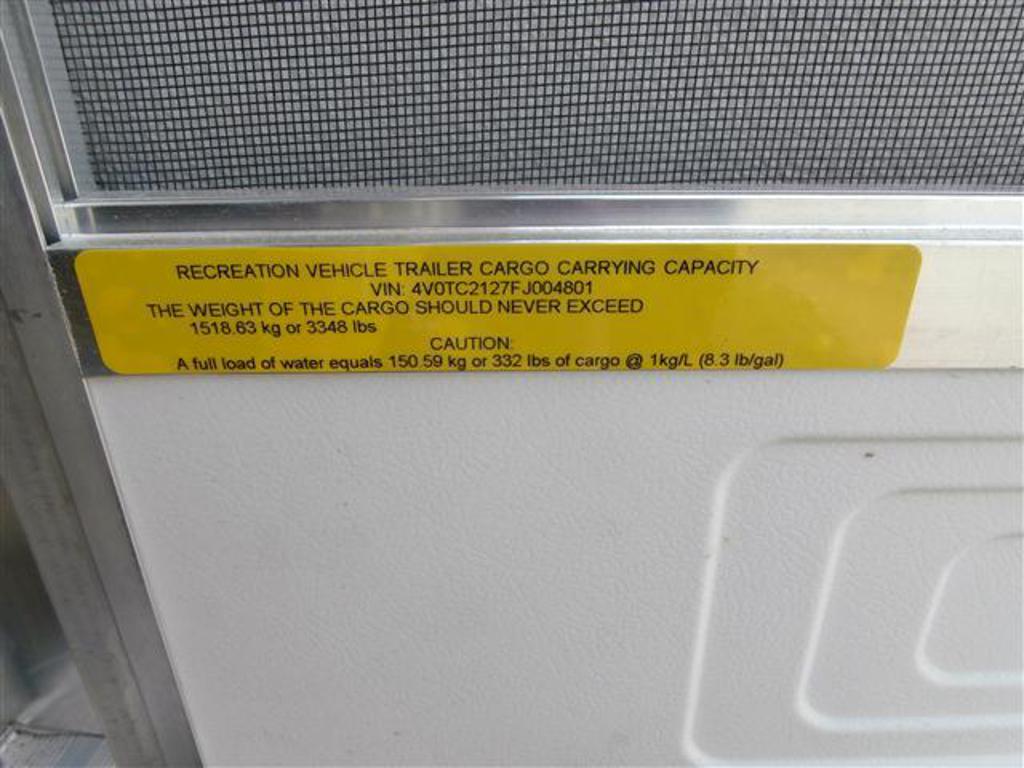 RECREATION VEHICLE TRAILER CARGO CARRYING CAPACITY
VIN: 4V0TC2127FJ004801
THE WEIGHT OF THE CARGO SHOULD NEVER EXCEED
1518.63 kg or 3348 lbs
CAUTION:
A full load of water equals 150.59 kg or 332 lbs of cargo @ 1kg/L (8.3 lb/gal)